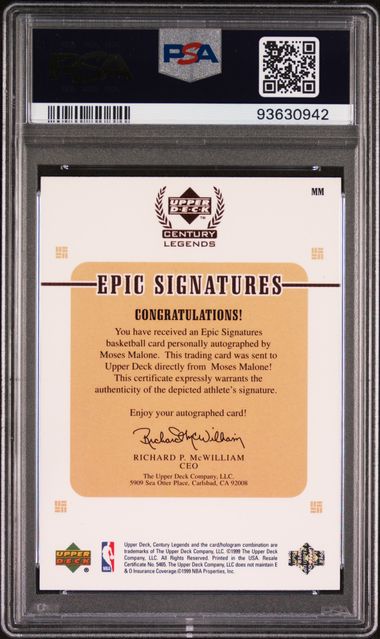 PSA
PSA
93630942
MM
UPPER
DECK
™
CENTURY
LEGENDS
EPIC SIGNATURES
CONGRATULATIONS!
You have received an Epic Signatures
basketball card personally autographed by
Moses Malone. This trading card was sent to
Upper Deck directly from Moses Malone!
This certificate expressly warrants the
authenticity of the depicted athlete's signature.
Enjoy your autographed card!
Richard P. McWilliam
RICHARD P. McWILLIAM
CEO
The Upper Deck Company, LLC.
5909 Sea Otter Place, Carlsbad, CA 92008
Upper Deck, Century Legends and the card/hologram combination are
trademarks of The Upper Deck Company, LLC. ©1999 The Upper Deck
Company, LLC. All Rights Reserved. Printed in the USA. Resale
Certificate No. 5465. The Upper Deck Company, LLC does not maintain E
& O Insurance Coverage.©1999 NBA Properties, Inc.
UPPER
DECK
NBA